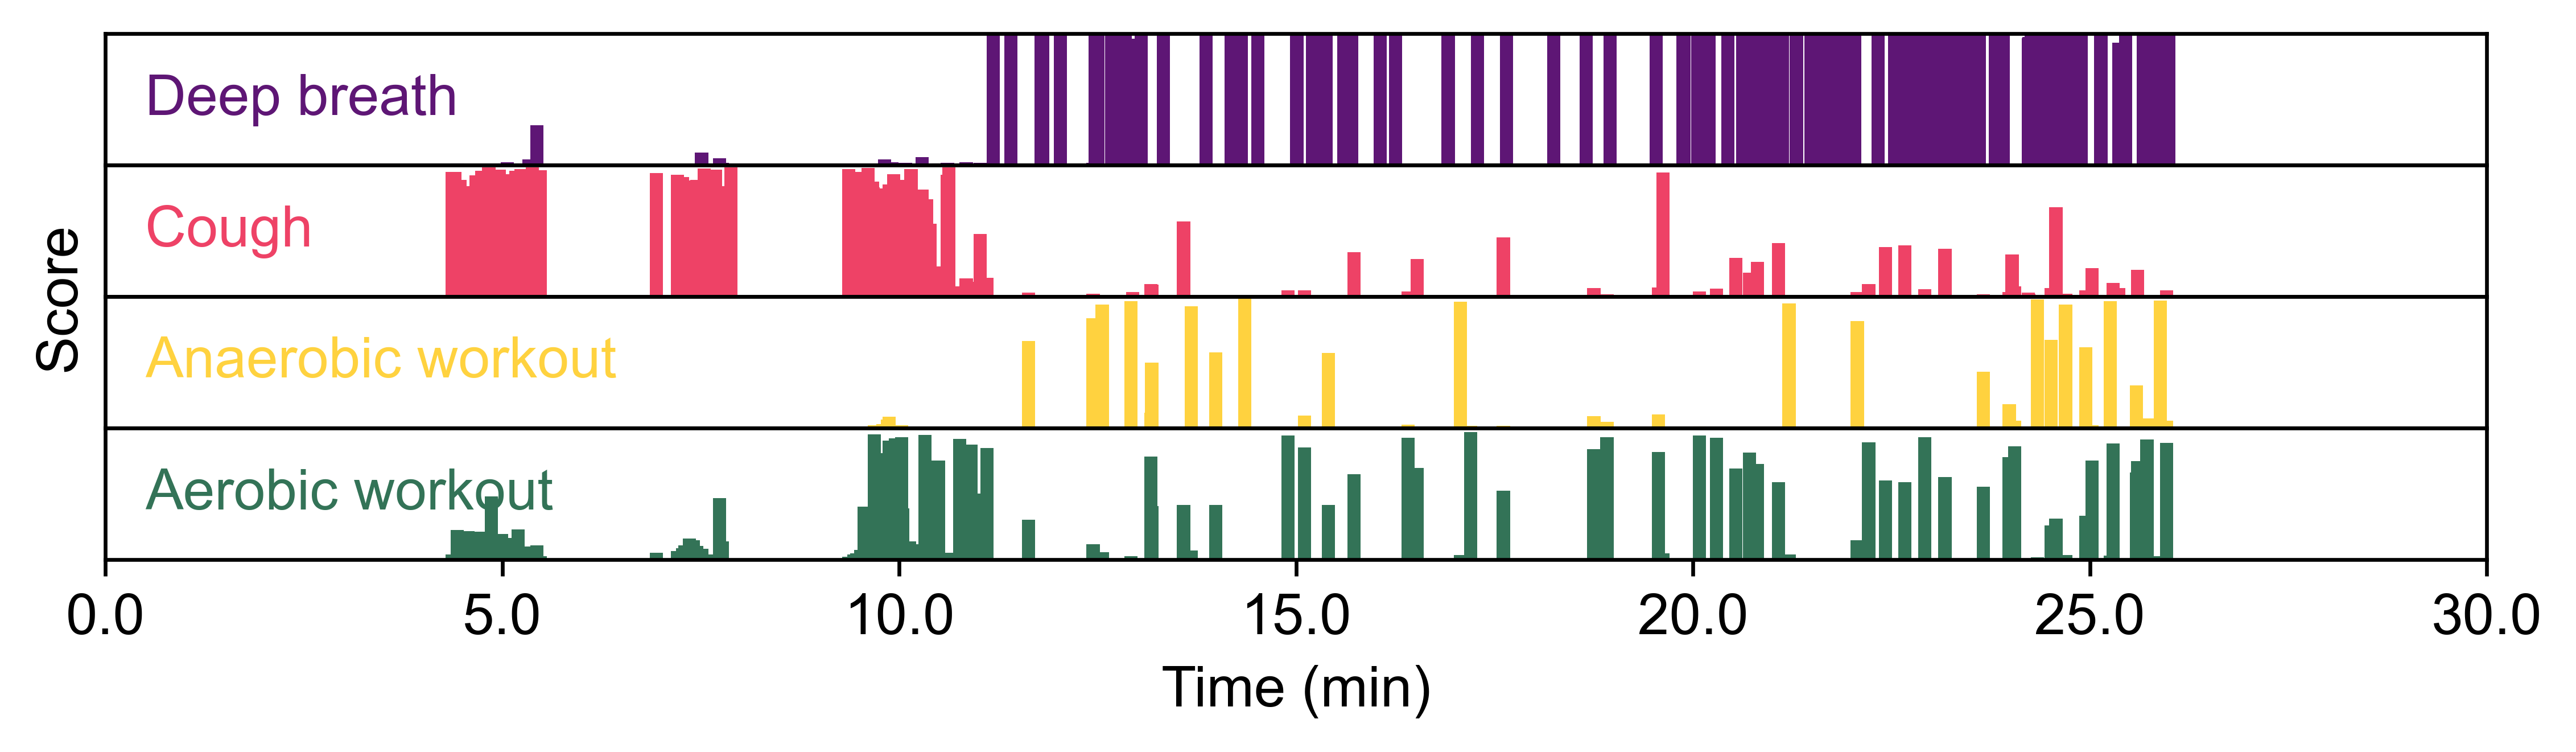 Deep breath
Cough
Anaerobic workout
Aerobic workout
Score
0.0 5.0 10.0 15.0 20.0 25.0 30.0
Time (min)